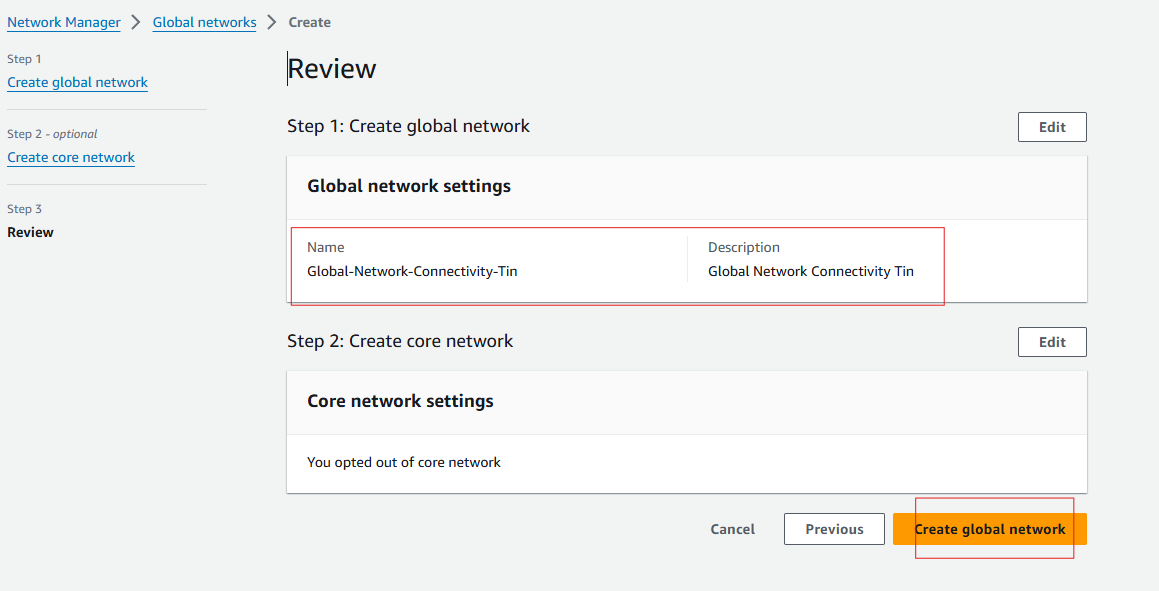 Network Manager > Global networks > Create
Step 1
Create global network
Step 2 - optional
Create core network
Step 3
Review
Review
Step 1: Create global network
Edit
Global network settings
Name
Global-Network-Connectivity-Tin
Description
Global Network Connectivity Tin
Step 2: Create core network
Edit
Core network settings
You opted out of core network
Cancel
Previous
Create global network